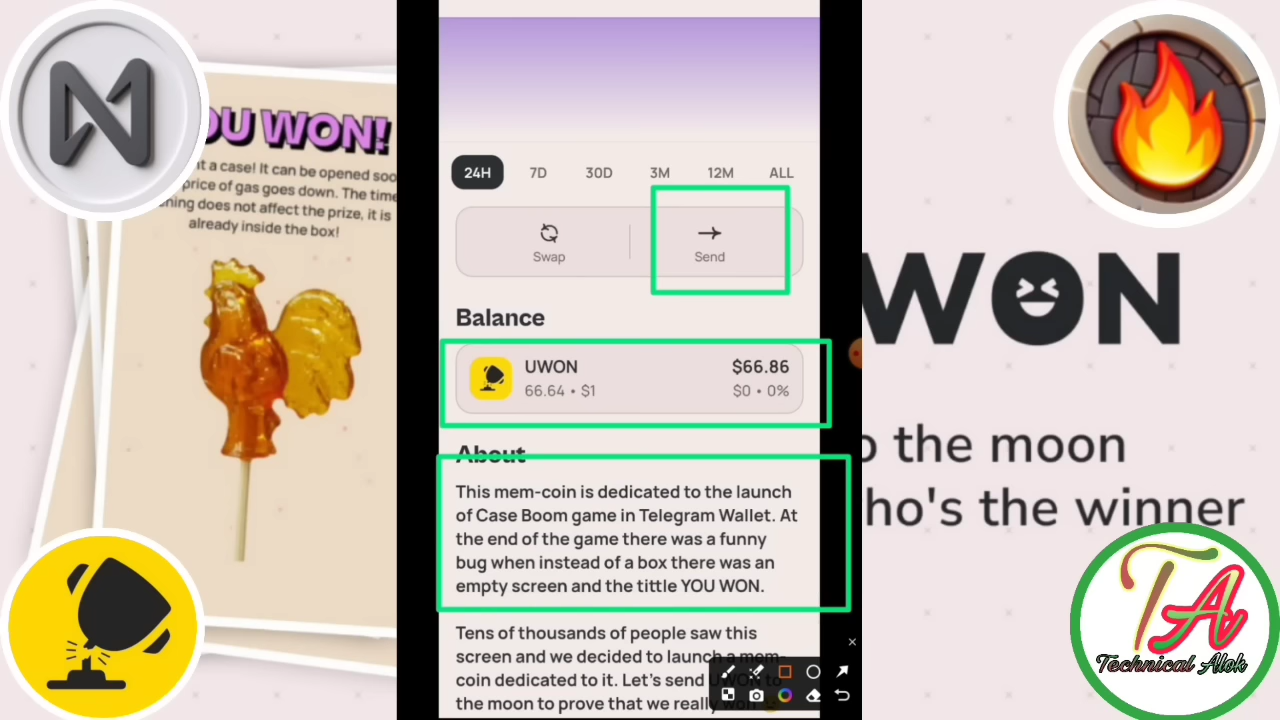 OU WON!
t a case! It can be opened soo
price of gas goes down. The time
ning does not affect the prize, it is
already inside the box!
24H 7D 30D 3M 12M ALL
Swap Send
Balance
UWON $66.86
66.64 • $1 $0 • 0%
About
This mem-coin is dedicated to the launch
of Case Boom game in Telegram Wallet. At
the end of the game there was a funny
bug when instead of a box there was an
empty screen and the tittle YOU WON.
Tens of thousands of people saw this
screen and we decided to launch a mem-
coin dedicated to it. Let's send UWON to
the moon to prove that we really won
WON
o the moon
ho's the winner
TA
Technical Alok